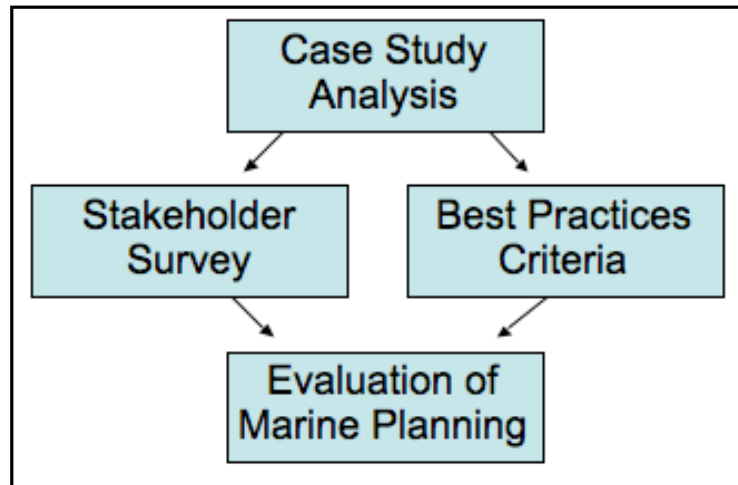 Case Study
Analysis
Stakeholder
Survey
Best Practices
Criteria
Evaluation of
Marine Planning